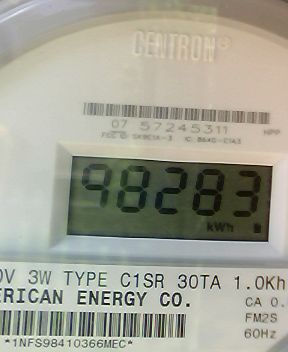 CENTRON®
07 57245311
98283
kWh
0V 3W TYPE C1SR 30TA 1.0Kh
ERICAN ENERGY CO.
CA 0.
FM2S
60Hz
*1NFS98410366MEC*